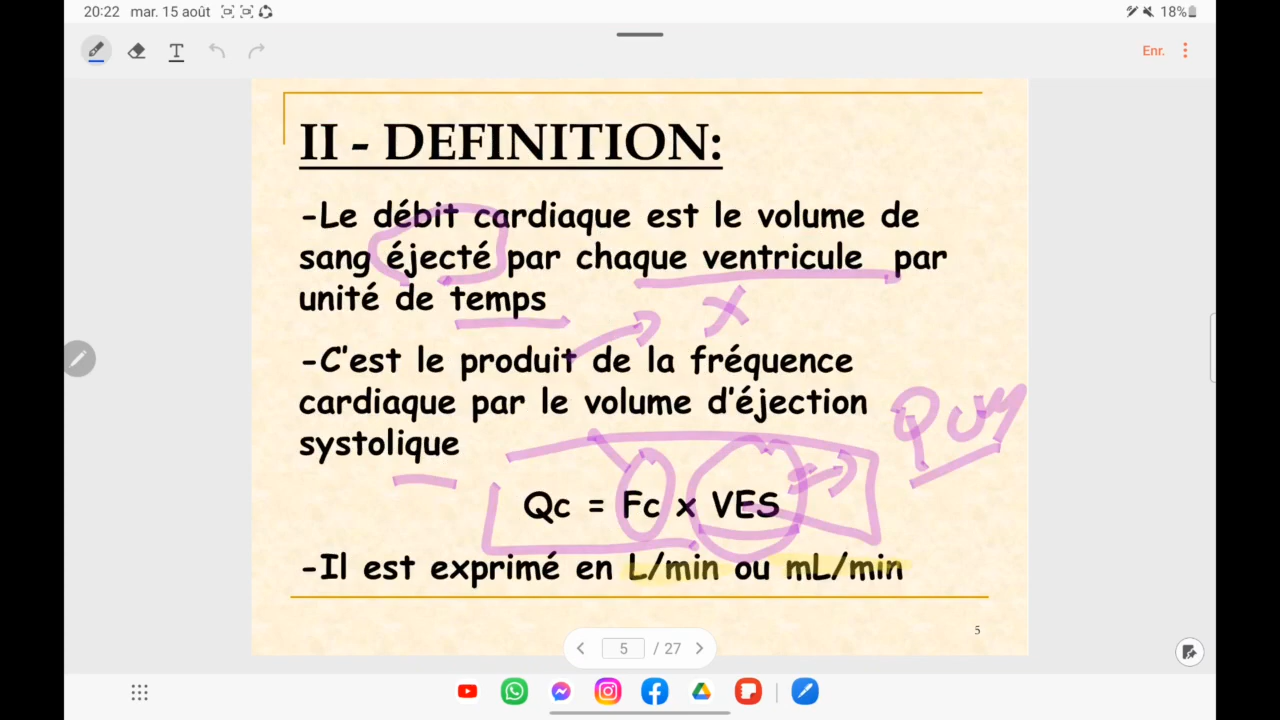 20:22 mar. 15 août
18%
Enr.
II - DEFINITION:
-Le débit cardiaque est le volume de
sang éjecté par chaque ventricule par
unité de temps
-C'est le produit de la fréquence
cardiaque par le volume d'éjection
systolique
Qc = Fc x VES
-Il est exprimé en L/min ou mL/min
5
5 / 27